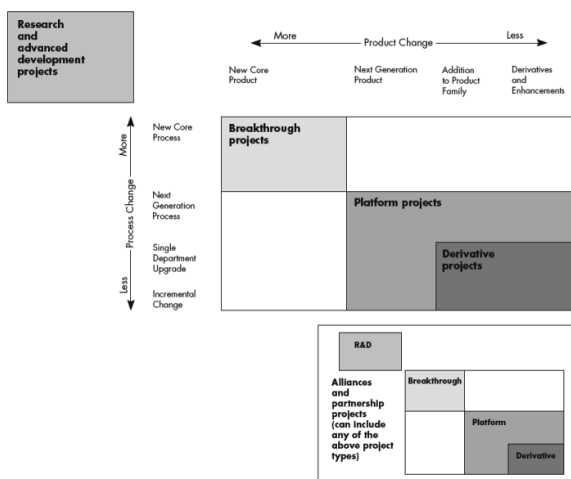 Research
and
advanced
development
projects
More
Product Change
Less
New Core
Product
Next Generation
Product
Addition
to Product
Family
Derivatives
and
Enhancements
More
Process Change
Less
New Core
Process
Next
Generation
Process
Single
Department
Upgrade
Incremental
Change
Breakthrough
projects
Platform projects
Derivative
projects
R&D
Alliances
and
partnership
projects
(can include
any of the
above project
types)
Breakthrough
Platform
Derivative